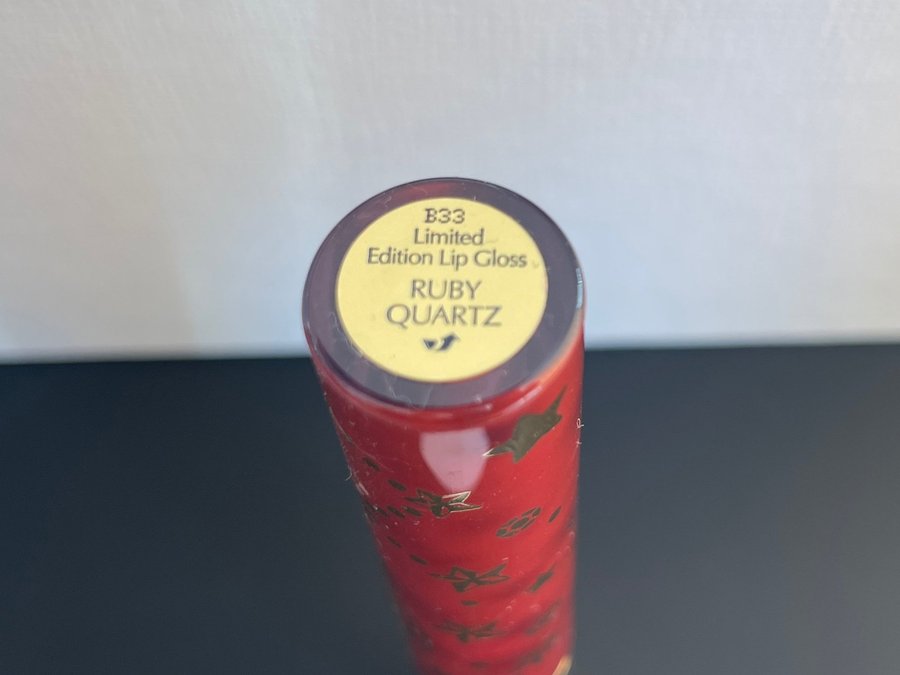 B33
Limited
Edition Lip Gloss
RUBY
QUARTZ